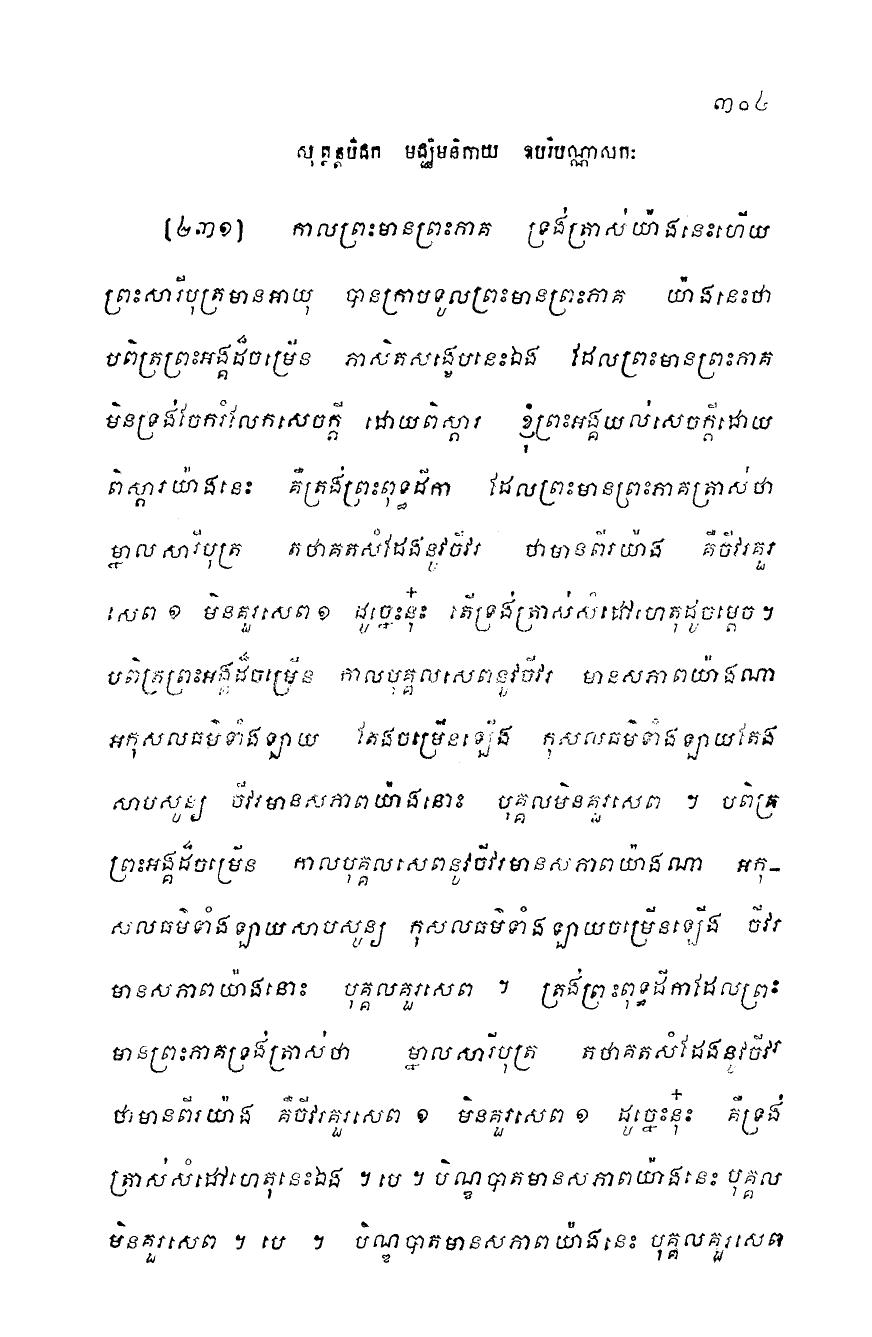 ៣០៤
សុត្តន្តបិដក មជ្ឈិមនិកាយ ឧបរិបណ្ណាសកៈ
(៤៣១) កាលព្រះមានព្រះភាគ ទ្រង់ត្រាស់យ៉ាងនេះហើយ
ព្រះសារីបុត្រមានអាយុ បានក្រាបទូលព្រះមានព្រះភាគ យ៉ាងនេះថា
បពិត្រព្រះអង្គដ៏ចម្រើន ភាសិតសង្ខេបនេះឯង ដែលព្រះមានព្រះភាគ
មិនទ្រង់ចែករំលែកសេចក្តី ដោយពិស្តារ ខ្ញុំព្រះអង្គយល់សេចក្តីដោយ
ពិស្តារយ៉ាងនេះ គឺត្រង់ព្រះពុទ្ធដីកា ដែលព្រះមានព្រះភាគត្រាស់ថា
ម្នាលសារីបុត្រ តថាគតសំដែងនូវចីវរ ថាមានពីរយ៉ាង គឺចីវរគួរ
សេព ១ មិនគួរសេព ១ ដូច្នេះនុ៎ះ តើទ្រង់ត្រាស់សំដៅហេតុដូចម្តេច ។
បពិត្រព្រះអង្គដ៏ចម្រើន កាលបុគ្គលសេពនូវចីវរ មានសភាពយ៉ាងណា
អកុសលធម៌ទាំងឡាយ តែងចម្រើនឡើង កុសលធម៌ទាំងឡាយតែង
សាបសូន្យ ចីវរមានសភាពយ៉ាងនោះ បុគ្គលមិនគួរសេព ។ បពិត្រ
ព្រះអង្គដ៏ចម្រើន កាលបុគ្គលសេពនូវចីវរមានសភាពយ៉ាងណា អកុ-
សលធម៌ទាំងឡាយសាបសូន្យ កុសលធម៌ទាំងឡាយចម្រើនឡើង ចីវរ
មានសភាពយ៉ាងនោះ បុគ្គលគួរសេព ។ ត្រង់ព្រះពុទ្ធដីកាដែលព្រះ
មានព្រះភាគទ្រង់ត្រាស់ថា ម្នាលសារីបុត្រ តថាគតសំដែងនូវចីវរ
ថាមានពីរយ៉ាង គឺចីវរគួរសេព ១ មិនគួរសេព ១ ដូច្នេះនុ៎ះ គឺទ្រង់
ត្រាស់សំដៅហេតុនេះឯង ។ បេ ។ បិណ្ឌបាតមានសភាពយ៉ាងនេះ បុគ្គល
មិនគួរសេព ។ បេ ។ បិណ្ឌបាតមានសភាពយ៉ាងនេះ បុគ្គលគួរសេព